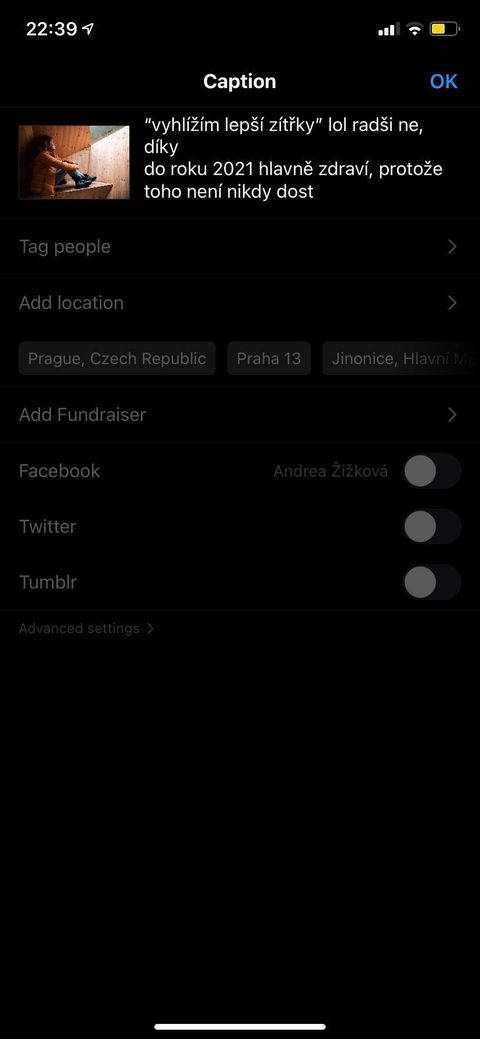 22:39
Caption
OK
“vyhlížím lepší zítřky” lol radši ne,
díky
do roku 2021 hlavně zdraví, protože
toho není nikdy dost
Tag people
Add location
Prague, Czech Republic
Praha 13
Jinonice, Hlavní
Add Fundraiser
Facebook
Andrea Žižková
Twitter
Tumblr
Advanced settings